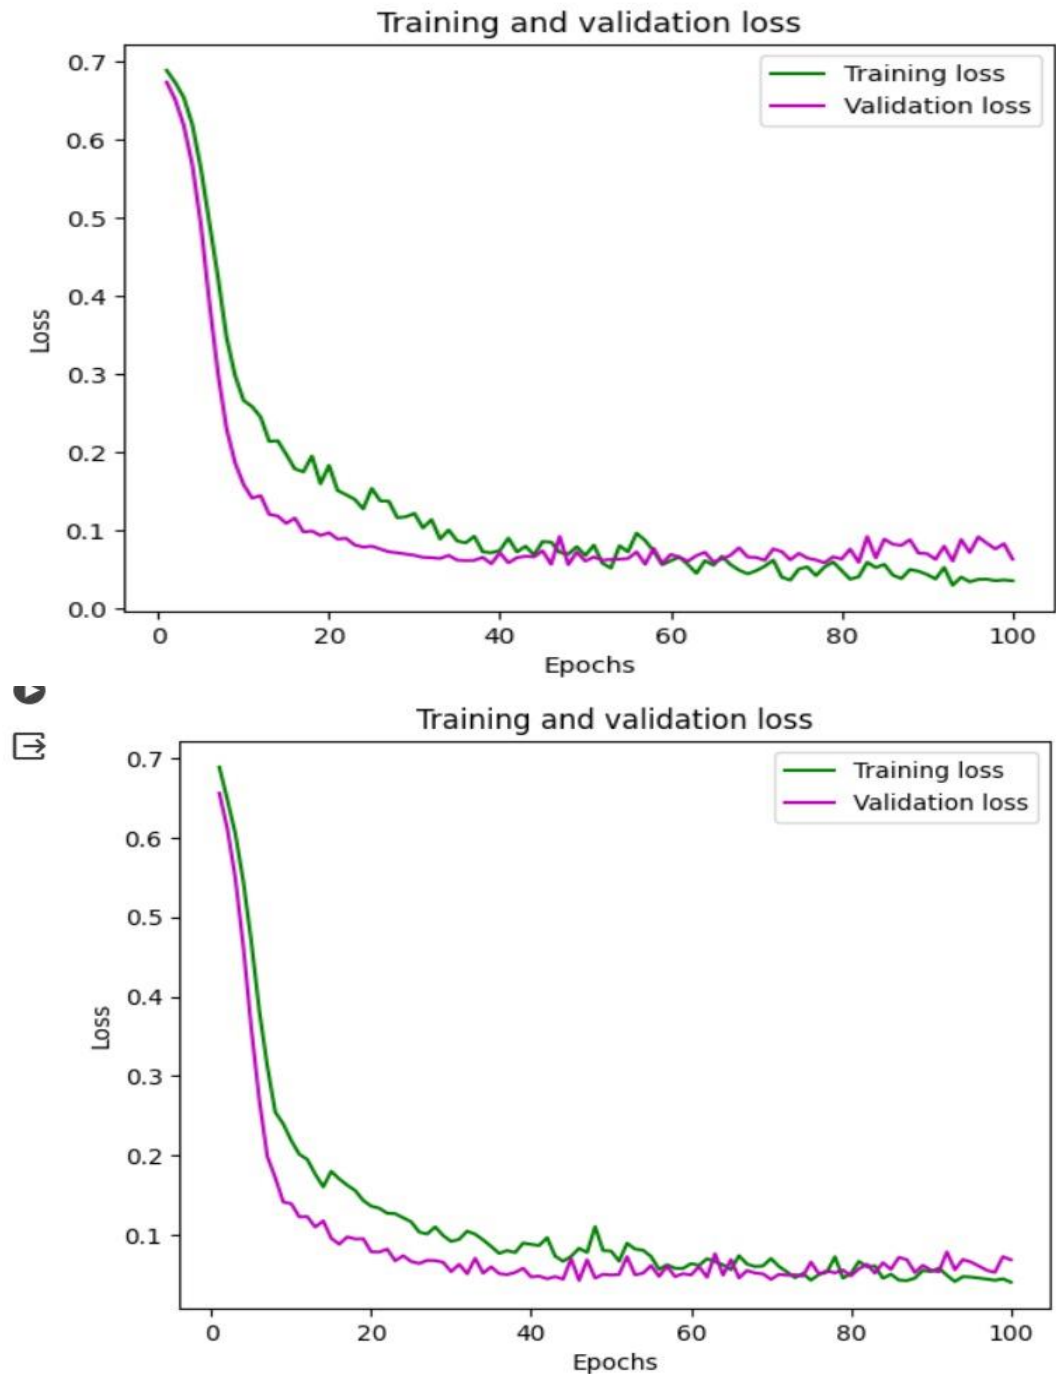 Training and validation loss
0.7
Training loss
Validation loss
0.6
0.5
0.4
Loss
0.3
0.2
0.1
0.0
0 20 40 60 80 100
Epochs
Training and validation loss
0.7
Training loss
Validation loss
0.6
0.5
0.4
Loss
0.3
0.2
0.1
0 20 40 60 80 100
Epochs